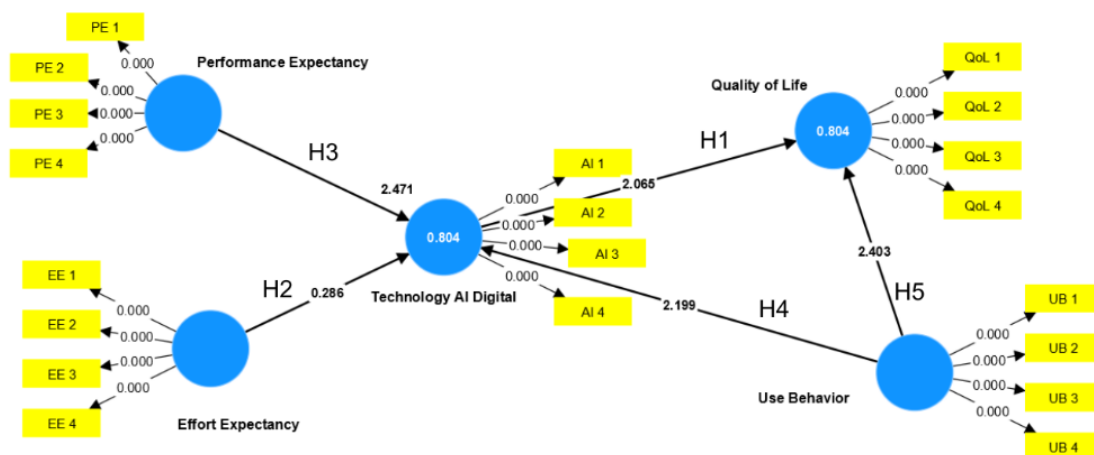 PE 1
0.000
PE 2
0.000
PE 3
0.000
PE 4
0.000
Performance Expectancy
H3
2.471
EE 1
0.000
EE 2
0.000
EE 3
0.000
EE 4
0.000
Effort Expectancy
H2
0.286
0.804
Technology AI Digital
AI 1
0.000
AI 2
0.000
AI 3
0.000
AI 4
0.000
H1
2.065
Quality of Life
0.804
QoL 1
0.000
QoL 2
0.000
QoL 3
0.000
QoL 4
0.000
2.403
H5
2.199
H4
Use Behavior
UB 1
0.000
UB 2
0.000
UB 3
0.000
UB 4
0.000